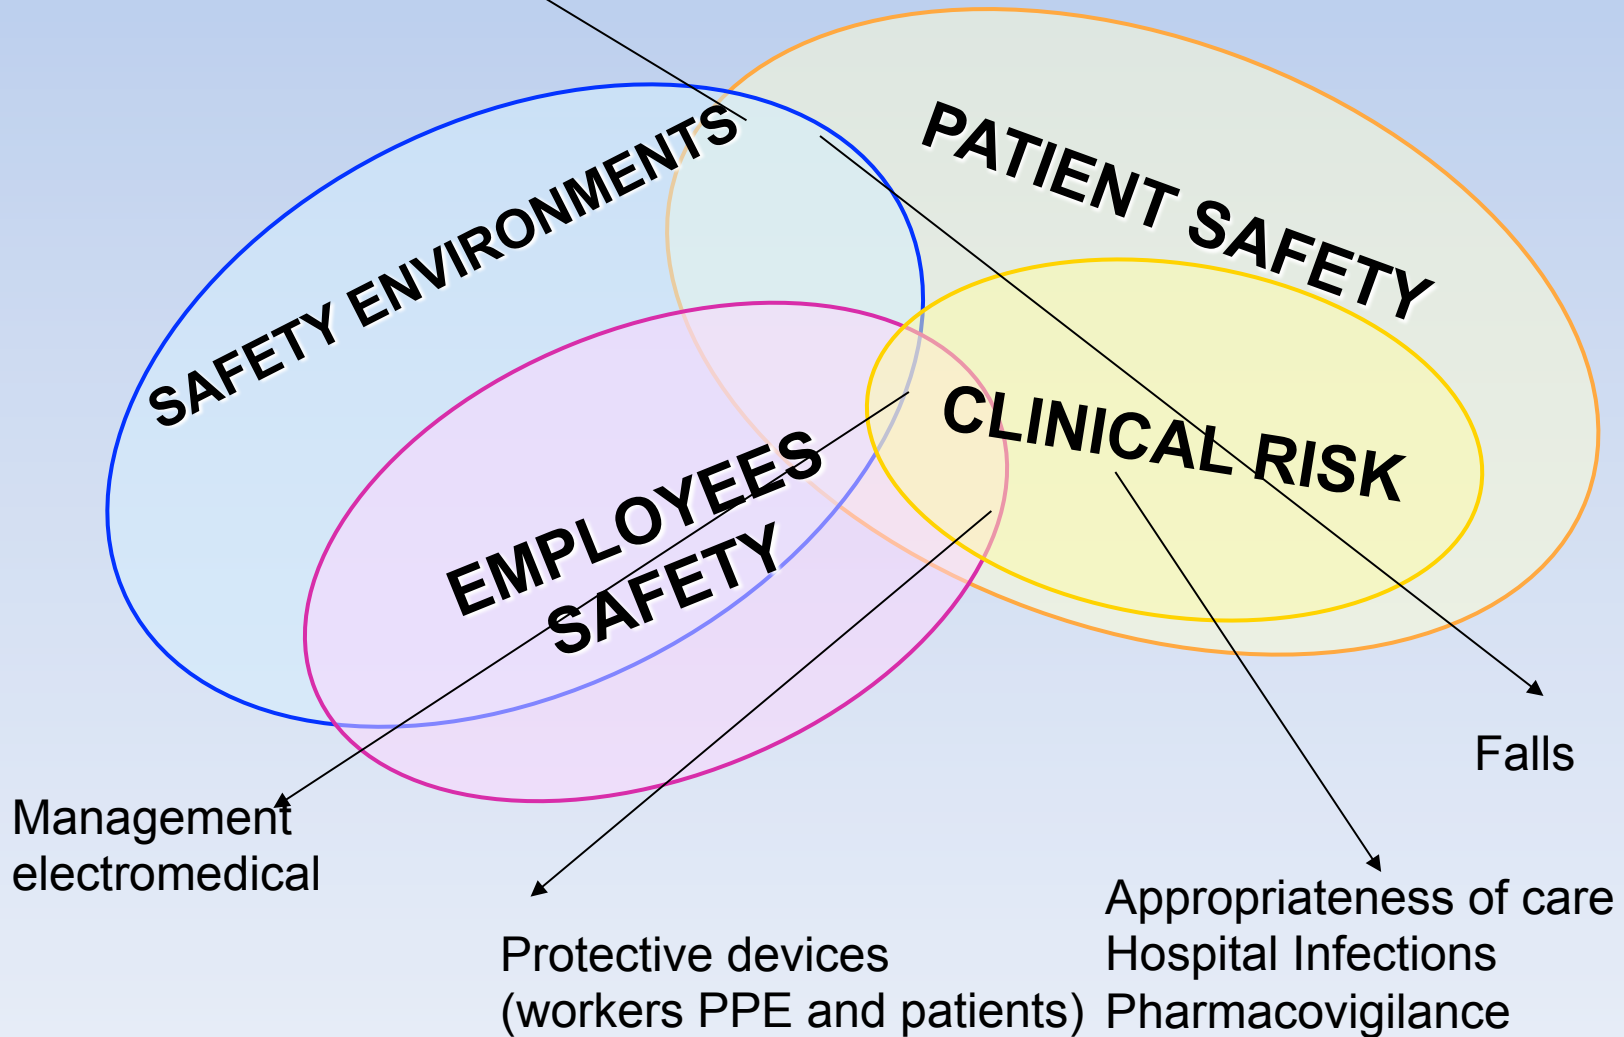 SAFETY ENVIRONMENTS
PATIENT SAFETY
CLINICAL RISK
EMPLOYEES
SAFETY
Falls
Management
electromedical
Protective devices
(workers PPE and patients)
Appropriateness of care
Hospital Infections
Pharmacovigilance